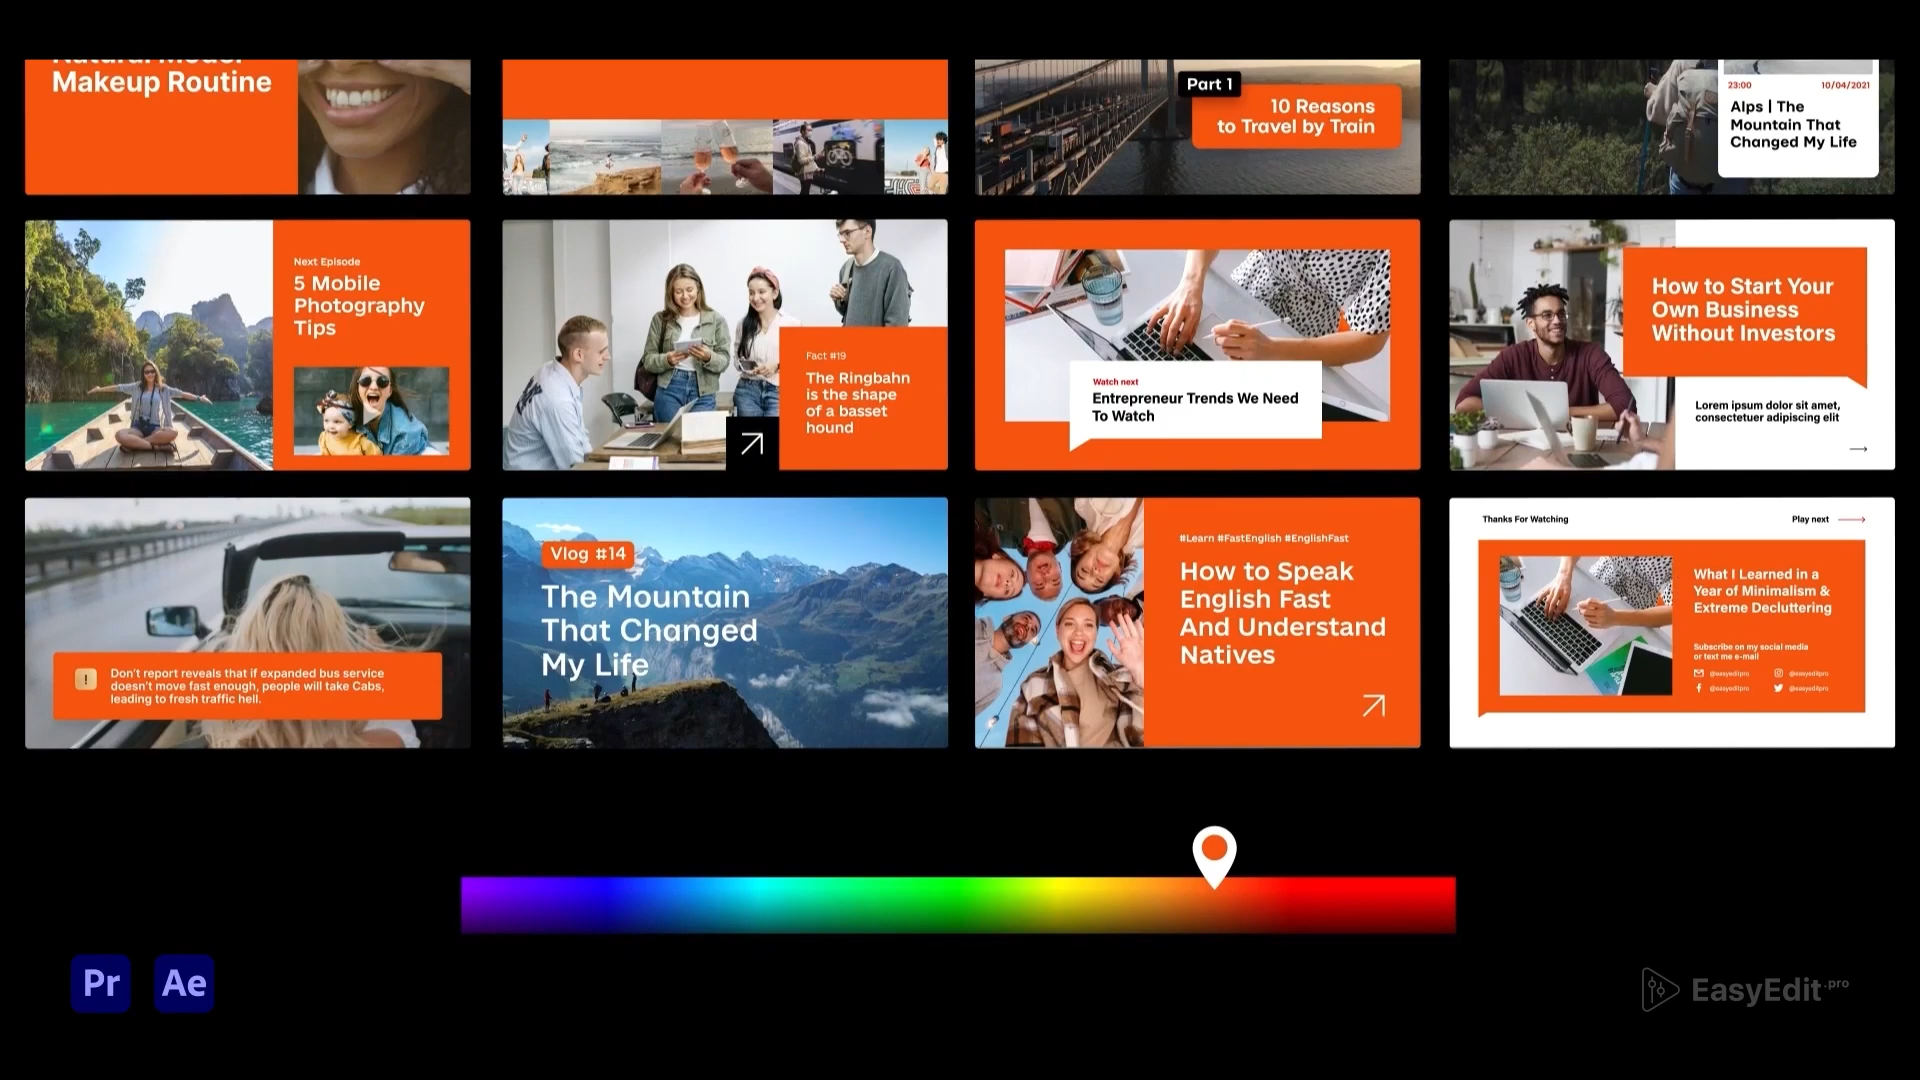 Natural Model
Makeup Routine
Part 1
10 Reasons
to Travel by Train
23:00 10/04/2021
Alps | The
Mountain That
Changed My Life
Next Episode
5 Mobile
Photography
Tips
Fact #19
The Ringbahn
is the shape
of a basset
hound
Watch next
Entrepreneur Trends We Need
To Watch
How to Start Your
Own Business
Without Investors
Lorem ipsum dolor sit amet,
consectetuer adipiscing elit
!
Don't report reveals that if expanded bus service
doesn't move fast enough, people will take Cabs,
leading to fresh traffic hell.
Vlog #14
The Mountain
That Changed
My Life
#Learn #FastEnglish #EnglishFast
How to Speak
English Fast
And Understand
Natives
Thanks For Watching
Play next
What I Learned in a
Year of Minimalism &
Extreme Decluttering
Subscribe on my social media
or text me e-mail
@easyeditpro @easyeditpro
@easyeditpro @easyeditpro
Pr Ae
EasyEdit.pro